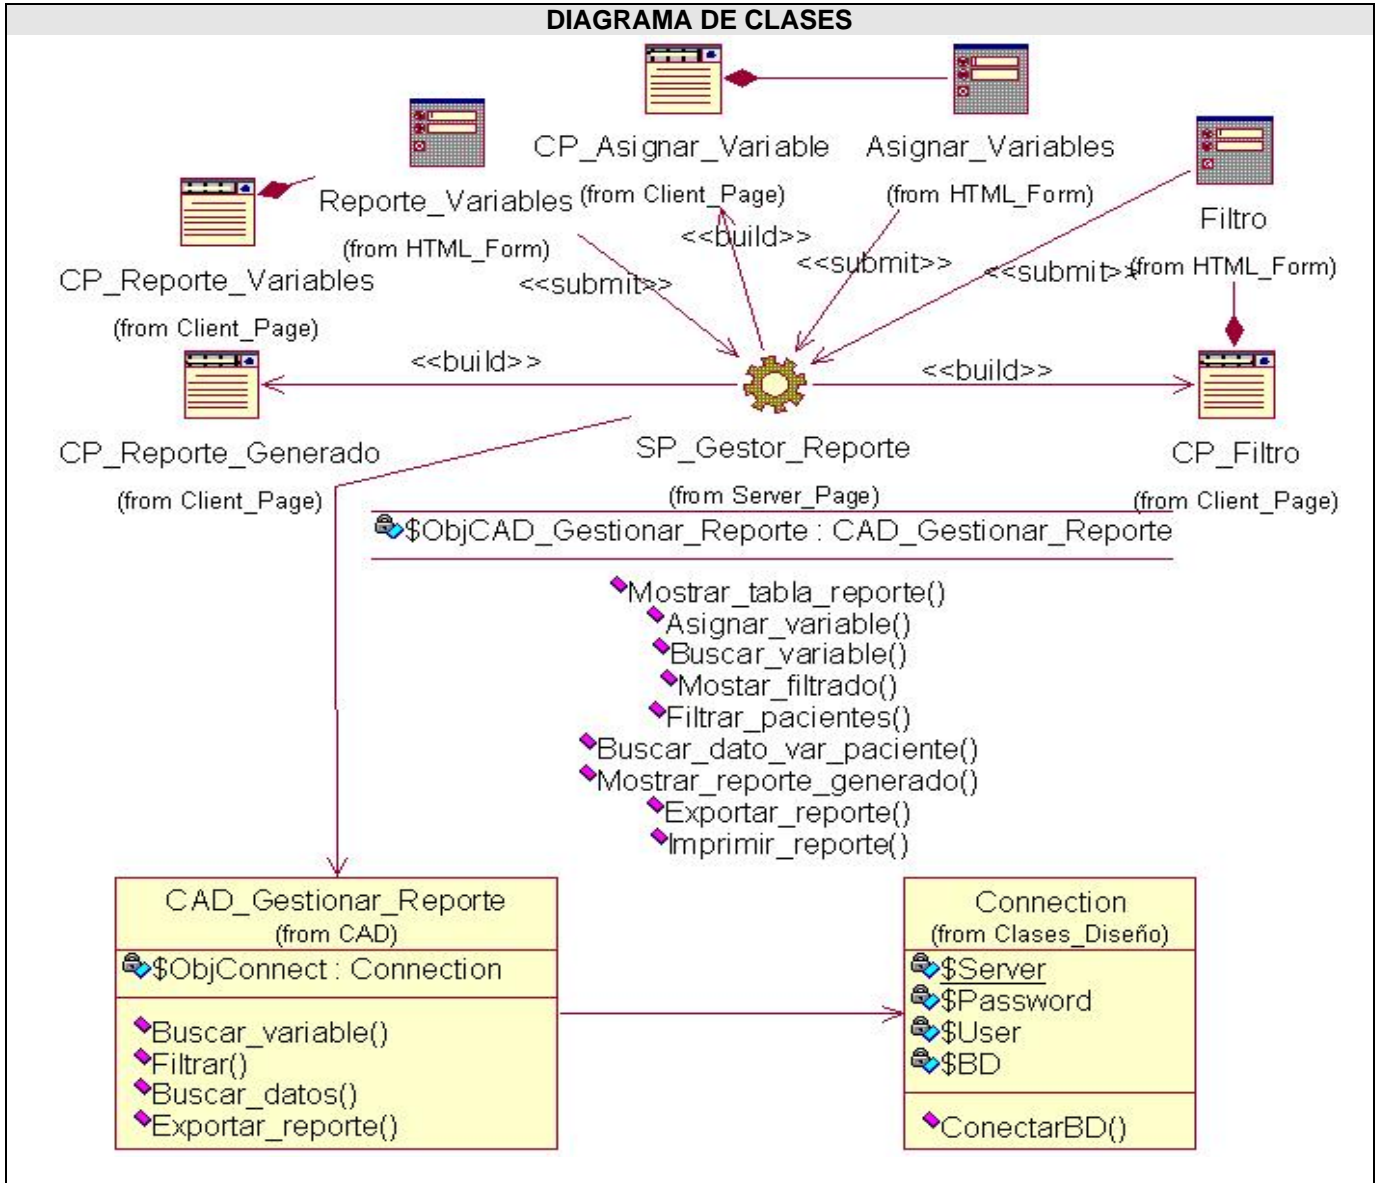 DIAGRAMA DE CLASES
CP_Asignar_Variable
(from Client_Page)
Asignar_Variables
(from HTML_Form)
Reporte_Variables
(from HTML_Form)
Filtro
(from HTML_Form)
CP_Reporte_Variables
(from Client_Page)
<<build>>
<<submit>>
<<submit>>
<<submit>>
<<build>>
<<build>>
CP_Reporte_Generado
(from Client_Page)
SP_Gestor_Reporte
(from Server_Page)
CP_Filtro
(from Client_Page)
$ObjCAD_Gestionar_Reporte : CAD_Gestionar_Reporte
Mostrar_tabla_reporte()
Asignar_variable()
Buscar_variable()
Mostar_filtrado()
Filtrar_pacientes()
Buscar_dato_var_paciente()
Mostrar_reporte_generado()
Exportar_reporte()
Imprimir_reporte()
CAD_Gestionar_Reporte
(from CAD)
$ObjConnect : Connection
Buscar_variable()
Filtrar()
Buscar_datos()
Exportar_reporte()
Connection
(from Clases_Diseño)
$Server
$Password
$User
$BD
ConectarBD()